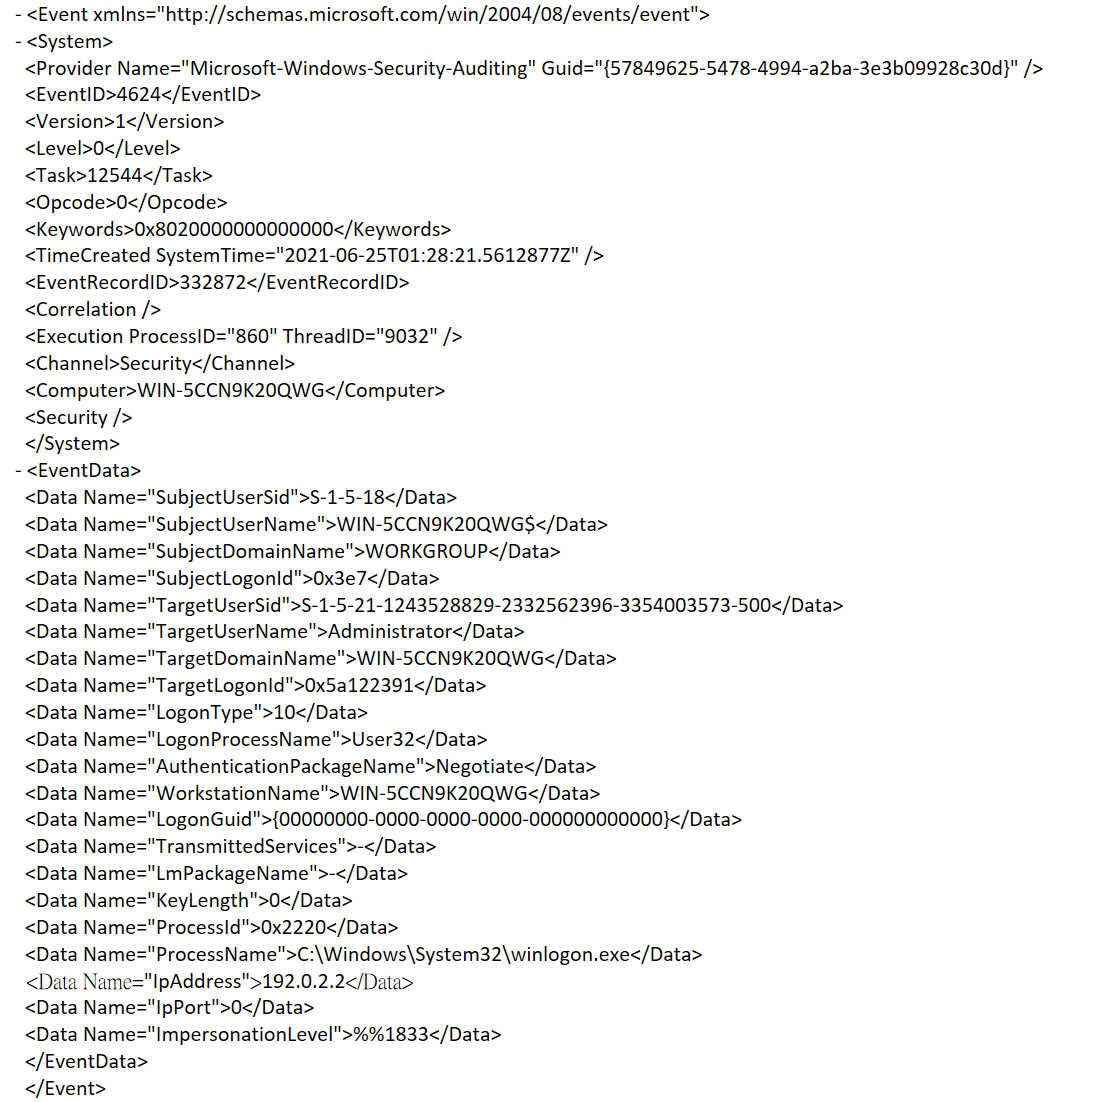 - <Event xmlns="http://schemas.microsoft.com/win/2004/08/events/event">
- <System>
<Provider Name="Microsoft-Windows-Security-Auditing" Guid="{57849625-5478-4994-a2ba-3e3b09928c30d}" />
<EventID>4624</EventID>
<Version>1</Version>
<Level>0</Level>
<Task>12544</Task>
<Opcode>0</Opcode>
<Keywords>0x8020000000000000</Keywords>
<TimeCreated SystemTime="2021-06-25T01:28:21.5612877Z" />
<EventRecordID>332872</EventRecordID>
<Correlation />
<Execution ProcessID="860" ThreadID="9032" />
<Channel>Security</Channel>
<Computer>WIN-5CCN9K20QWG</Computer>
<Security />
</System>
- <EventData>
<Data Name="SubjectUserSid">S-1-5-18</Data>
<Data Name="SubjectUserName">WIN-5CCN9K20QWG$</Data>
<Data Name="SubjectDomainName">WORKGROUP</Data>
<Data Name="SubjectLogonId">0x3e7</Data>
<Data Name="TargetUserSid">S-1-5-21-1243528829-2332562396-3354003573-500</Data>
<Data Name="TargetUserName">Administrator</Data>
<Data Name="TargetDomainName">WIN-5CCN9K20QWG</Data>
<Data Name="TargetLogonId">0x5a122391</Data>
<Data Name="LogonType">10</Data>
<Data Name="LogonProcessName">User32</Data>
<Data Name="AuthenticationPackageName">Negotiate</Data>
<Data Name="WorkstationName">WIN-5CCN9K20QWG</Data>
<Data Name="LogonGuid">{00000000-0000-0000-0000-000000000000}</Data>
<Data Name="TransmittedServices">-</Data>
<Data Name="LmPackageName">-</Data>
<Data Name="KeyLength">0</Data>
<Data Name="ProcessId">0x2220</Data>
<Data Name="ProcessName">C:\Windows\System32\winlogon.exe</Data>
<Data Name="IpAddress">192.0.2.2</Data>
<Data Name="IpPort">0</Data>
<Data Name="ImpersonationLevel">%%1833</Data>
</EventData>
</Event>